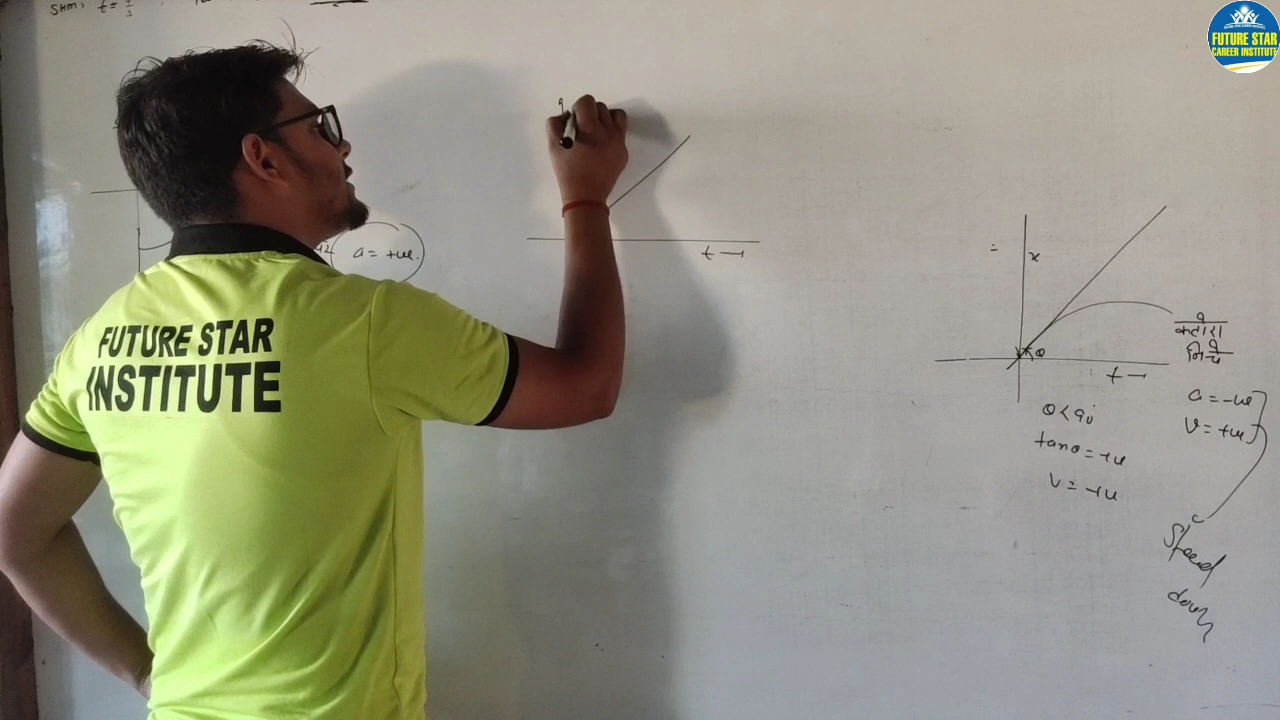 SHM, t =
FUTURE STAR
CAREER INSTITUTE
FUTURE STAR
INSTITUTE
a = +ve.
t →
=
x
θ
t →
a = -ve
v = +ve
θ < 90
tanθ = +ve
v = +ve
Speed
down